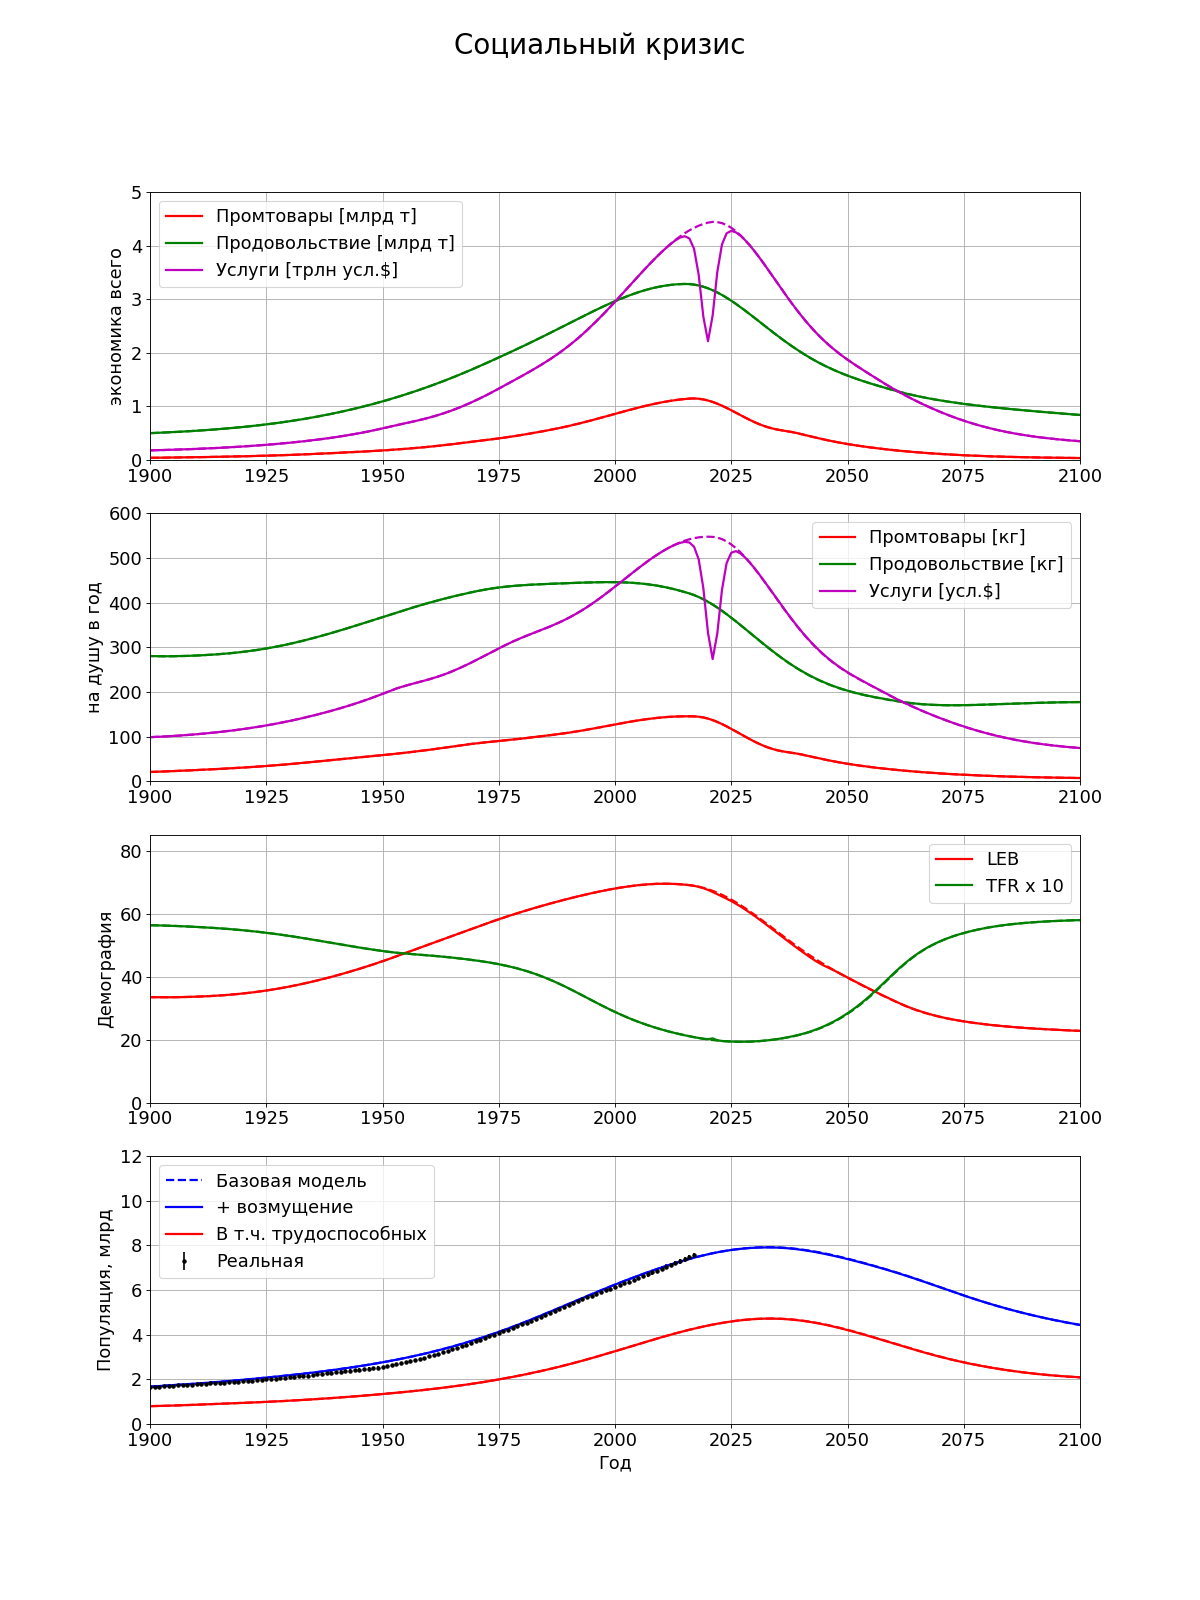 Социальный кризис
экономика всего
5
4
3
2
1
0
Промтовары [млрд т]
Продовольствие [млрд т]
Услуги [трлн усл.$]
1900 1925 1950 1975 2000 2025 2050 2075 2100
на душу в год
600
500
400
300
200
100
0
Промтовары [кг]
Продовольствие [кг]
Услуги [усл.$]
1900 1925 1950 1975 2000 2025 2050 2075 2100
Демография
80
60
40
20
0
LEB
TFR x 10
1900 1925 1950 1975 2000 2025 2050 2075 2100
Популяция, млрд
12
10
8
6
4
2
0
Базовая модель
+ возмущение
В т.ч. трудоспособных
Реальная
1900 1925 1950 1975 2000 2025 2050 2075 2100
Год